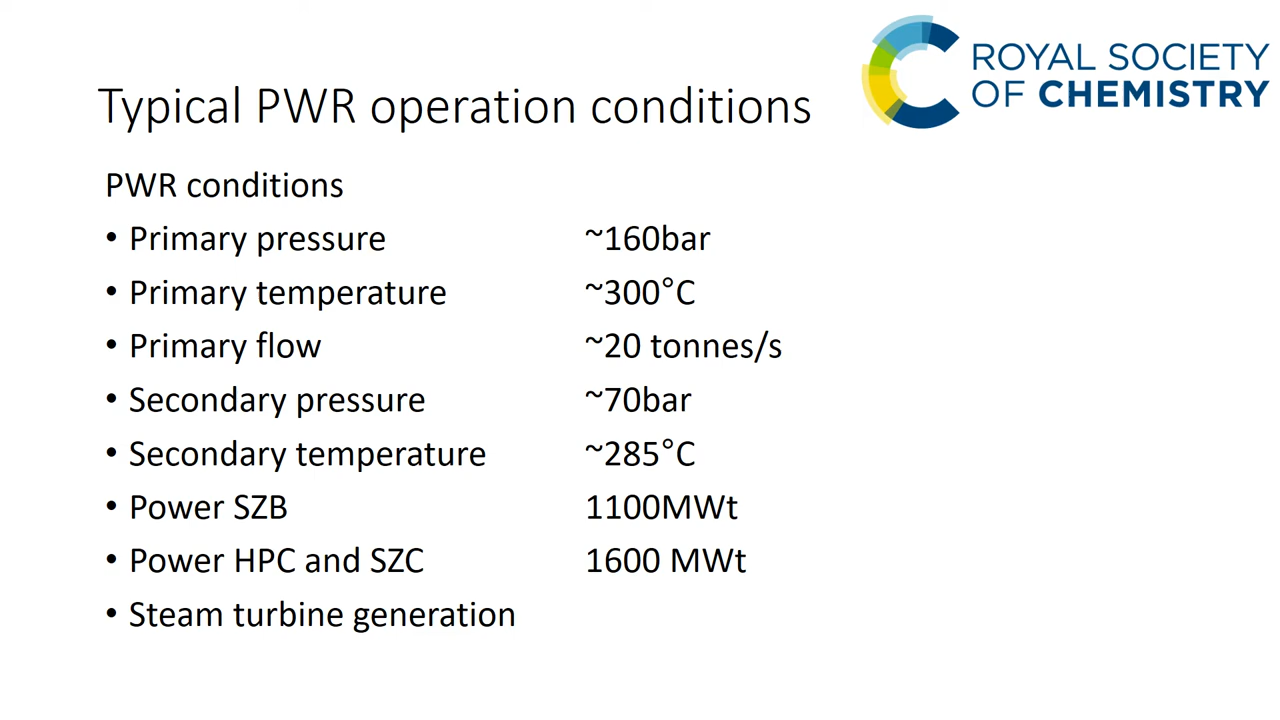 ROYAL SOCIETY
OF CHEMISTRY
Typical PWR operation conditions
PWR conditions
• Primary pressure ~160bar
• Primary temperature ~300°C
• Primary flow ~20 tonnes/s
• Secondary pressure ~70bar
• Secondary temperature ~285°C
• Power SZB 1100MWt
• Power HPC and SZC 1600 MWt
• Steam turbine generation